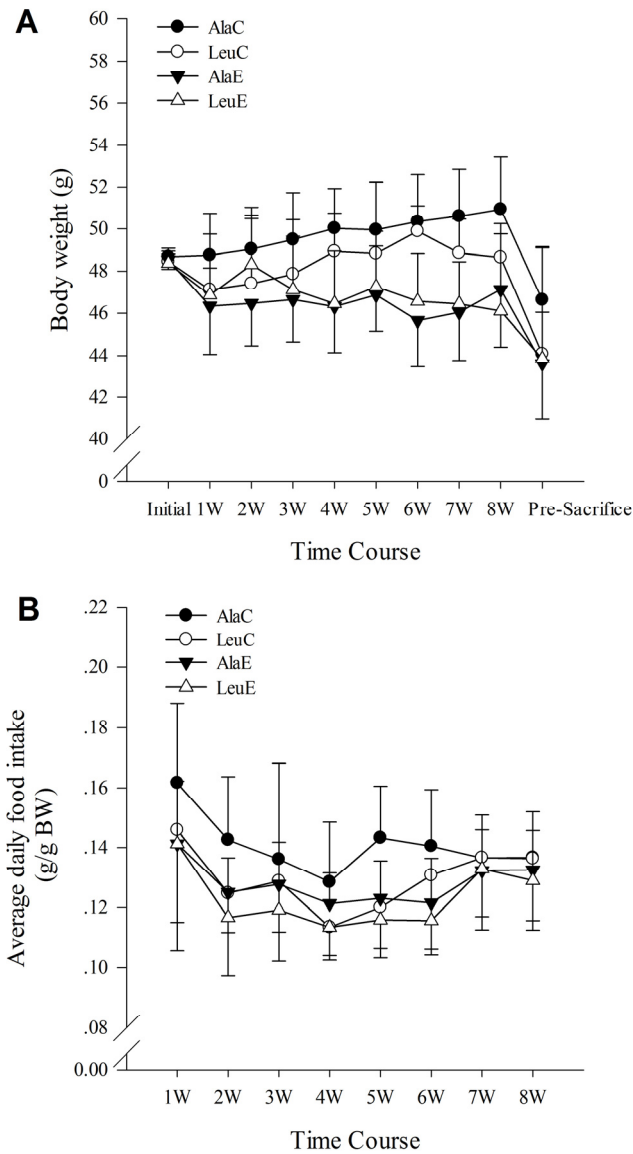 A
60
58
56
54
52
50
48
46
44
42
40
0
Body weight (g)
AlaC
LeuC
AlaE
LeuE
Initial 1W 2W 3W 4W 5W 6W 7W 8W Pre-Sacrifice
Time Course
B
.22
.20
.18
.16
.14
.12
.10
.08
0.00
Average daily food intake
(g/g BW)
AlaC
LeuC
AlaE
LeuE
1W 2W 3W 4W 5W 6W 7W 8W
Time Course